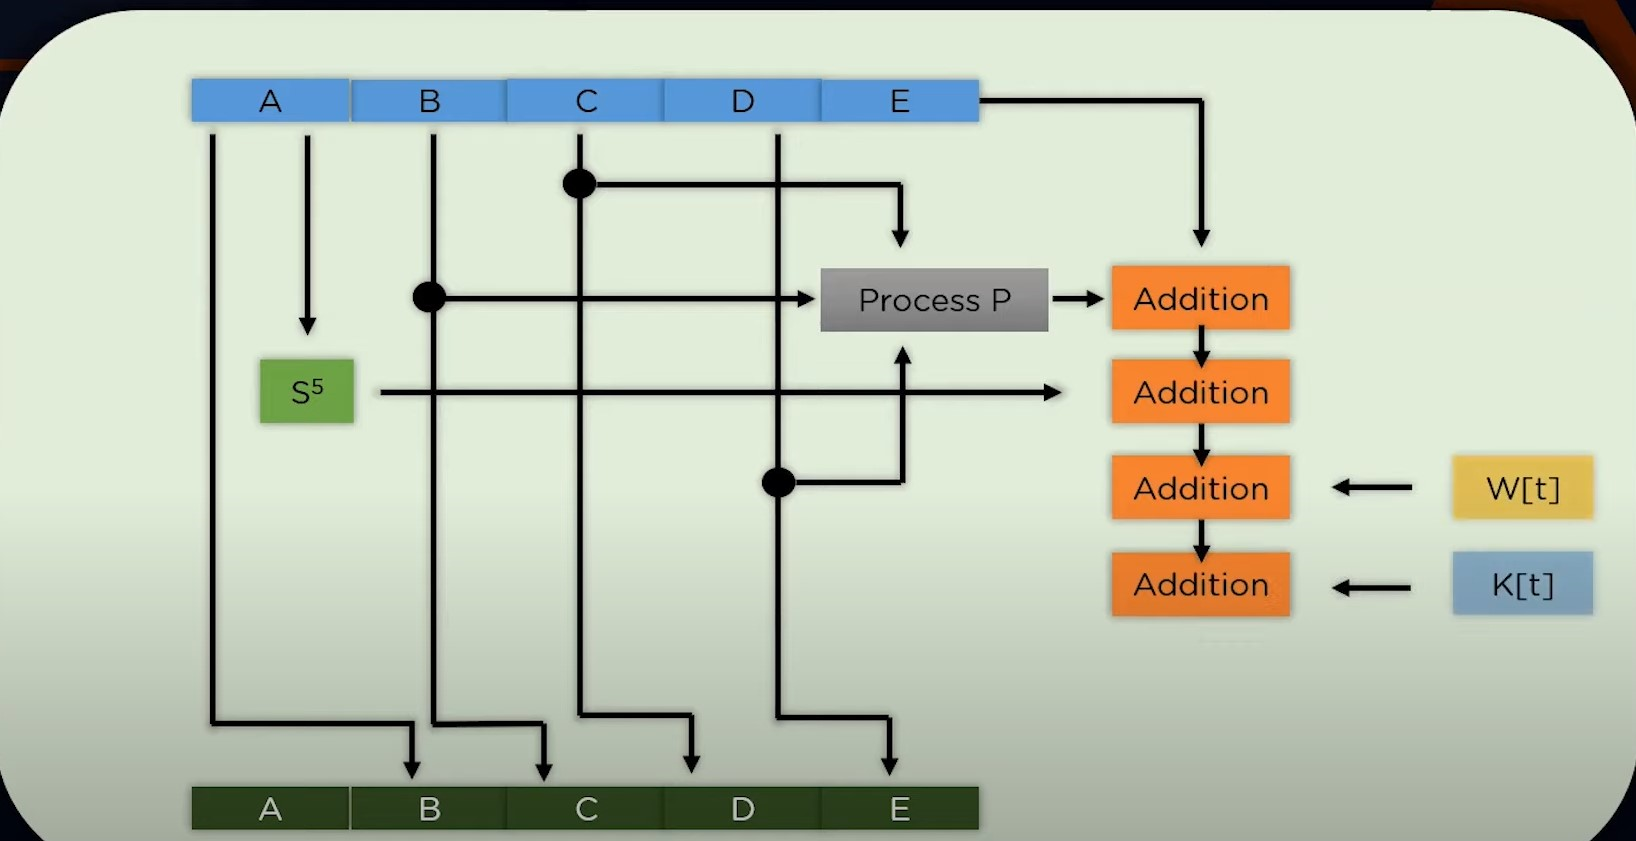 A B C D E
Process P Addition
S⁵ Addition
Addition W[t]
Addition K[t]
A B C D E